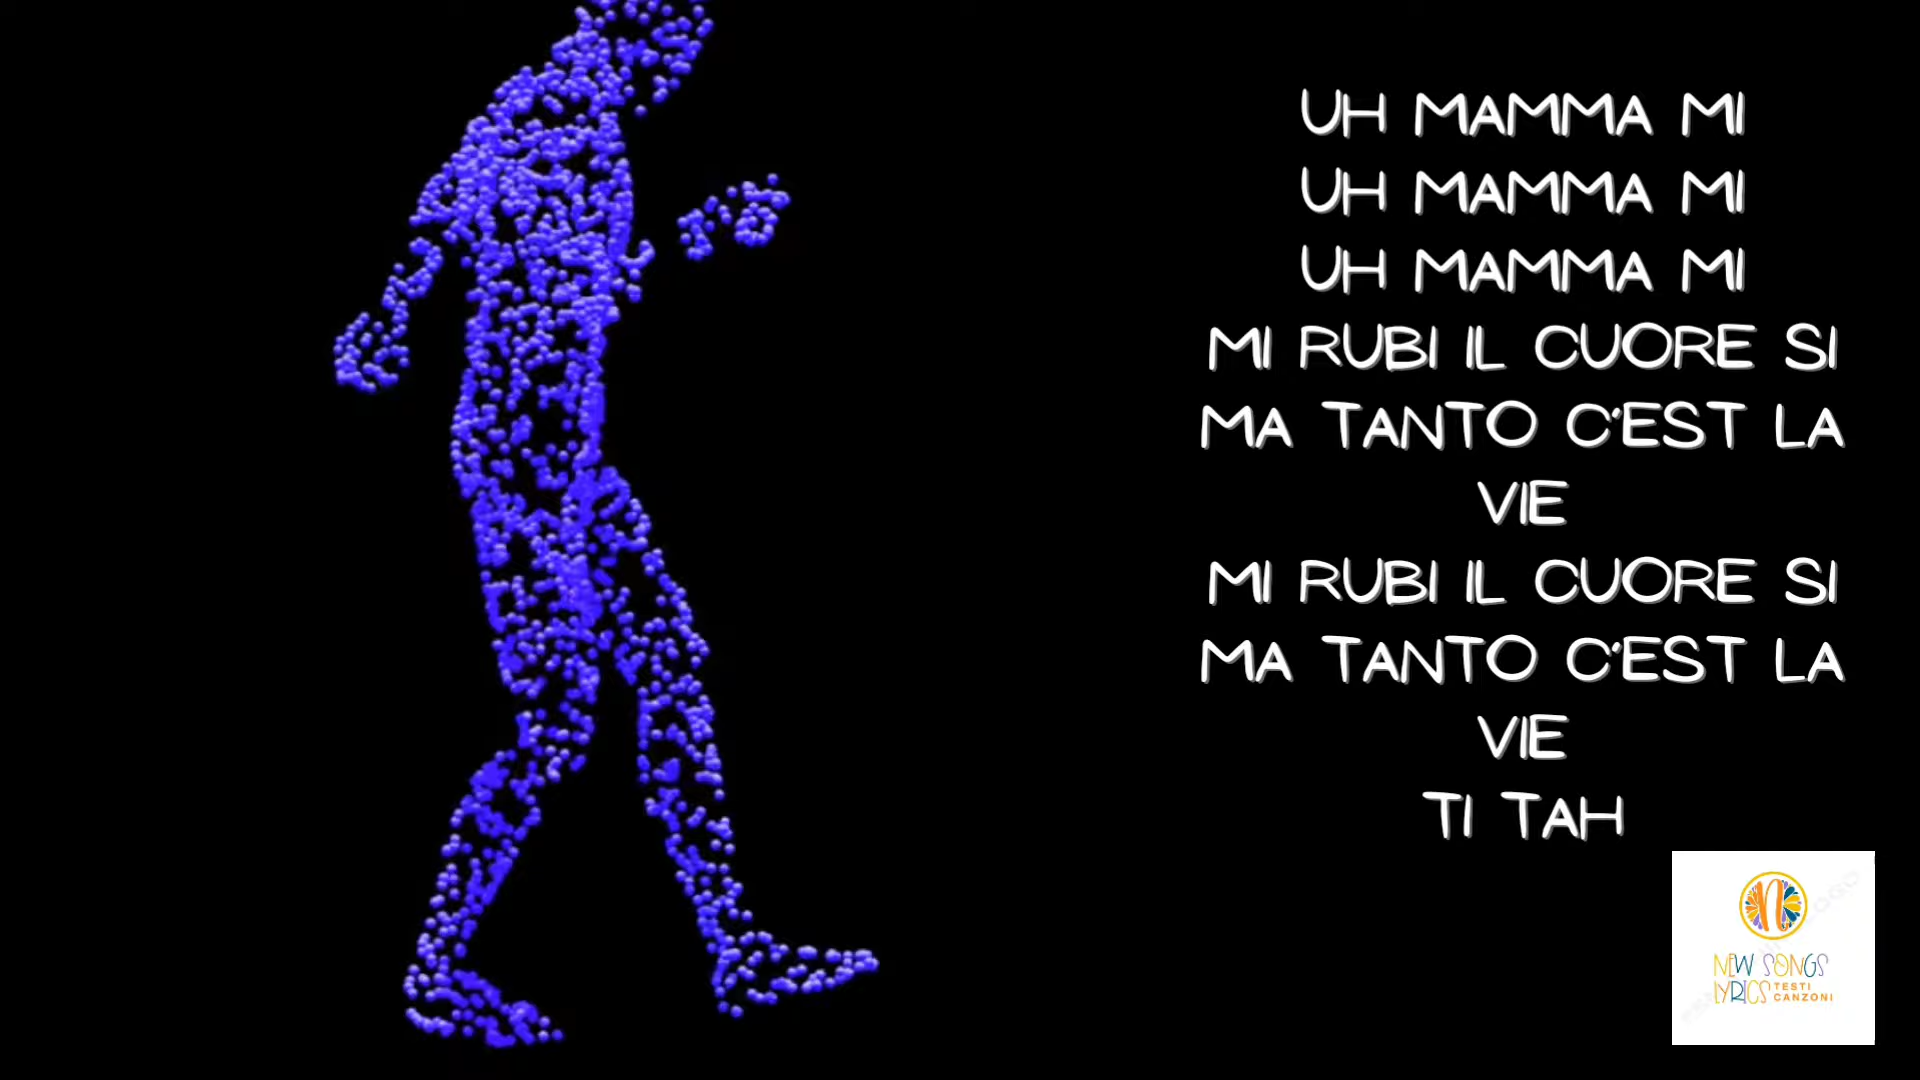 UH MAMMA MI
UH MAMMA MI
UH MAMMA MI
MI RUBI IL CUORE SI
MA TANTO C'EST LA
VIE
MI RUBI IL CUORE SI
MA TANTO C'EST LA
VIE
TI TAH
NEW SONGS
LYRICS TESTI
CANZONI